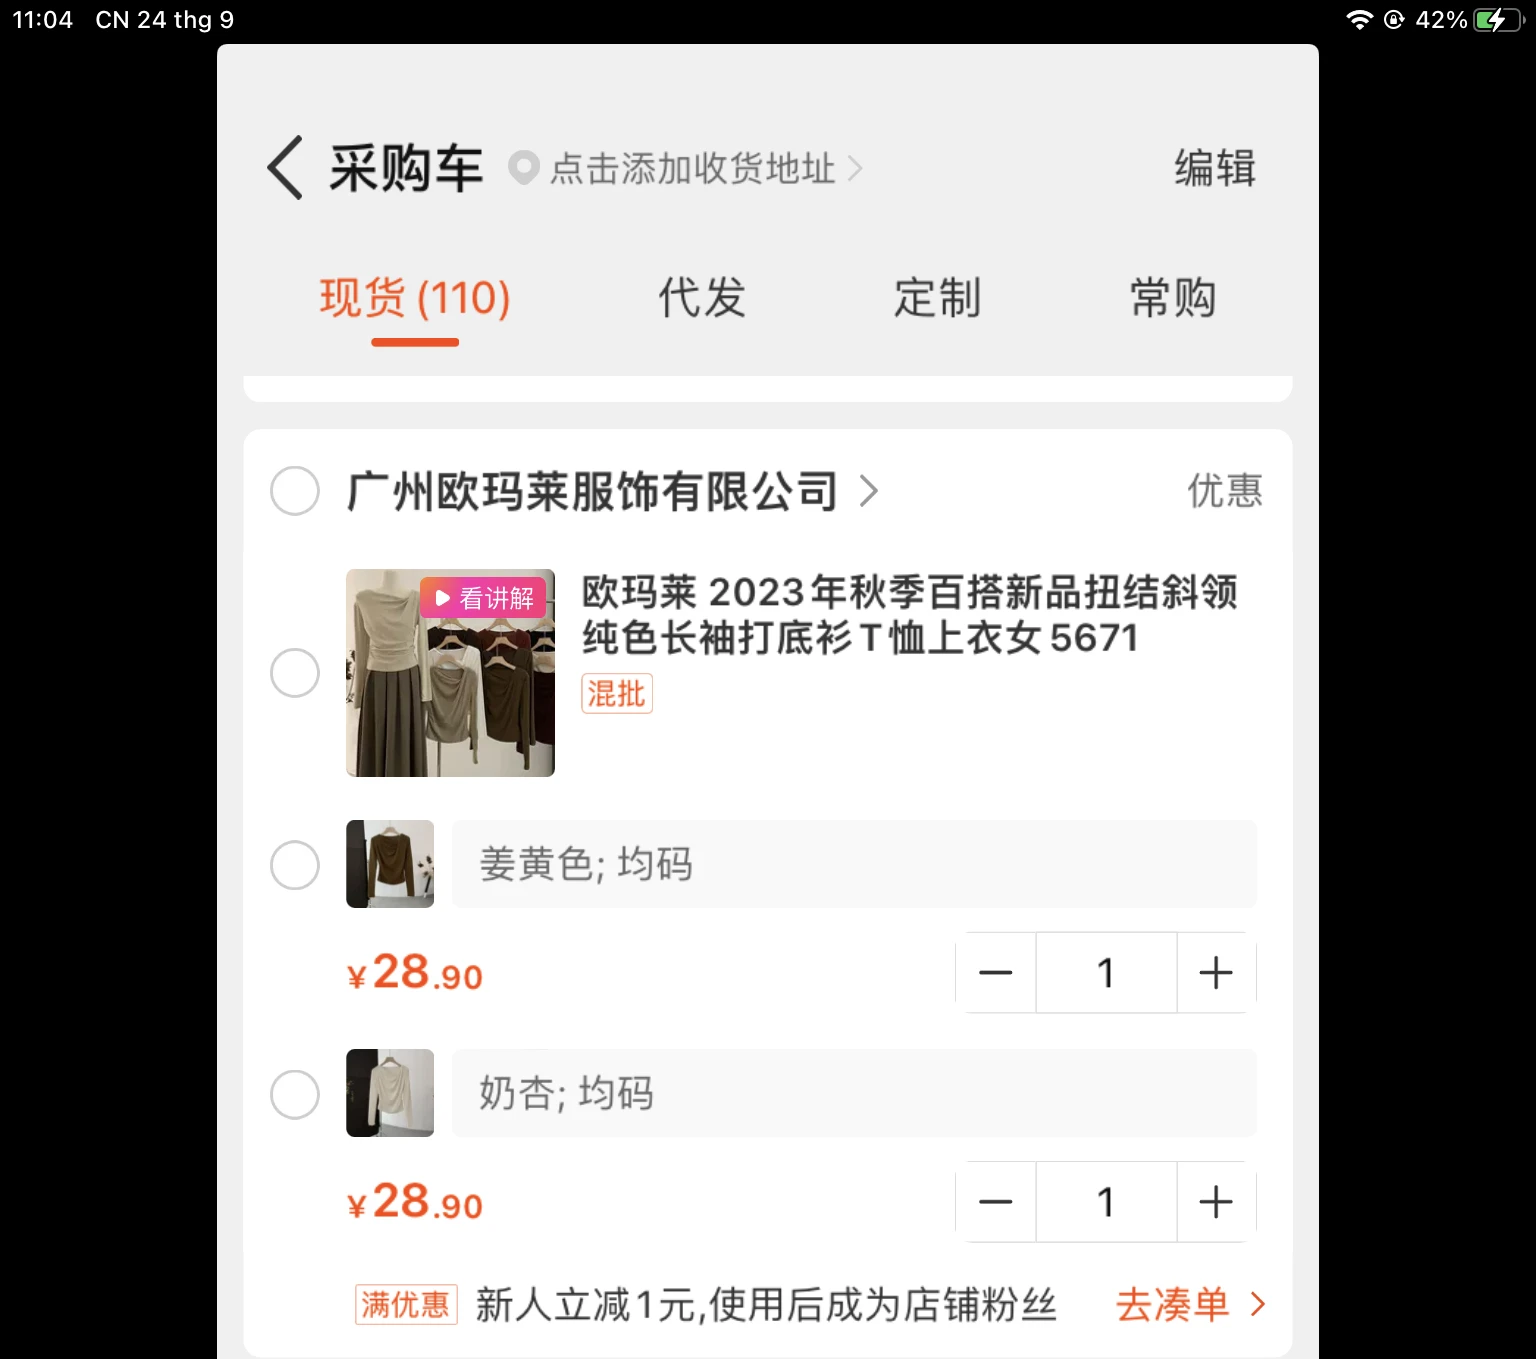 11:04 CN 24 thg 9 42%
采购车 点击添加收货地址 编辑
现货 (110) 代发 定制 常购
广州欧玛莱服饰有限公司 优惠
看讲解
欧玛莱 2023年秋季百搭新品扭结斜领
纯色长袖打底衫T恤上衣女5671
混批
姜黄色; 均码
¥28.90 1
奶杏; 均码
¥28.90 1
满优惠 新人立减1元,使用后成为店铺粉丝 去凑单